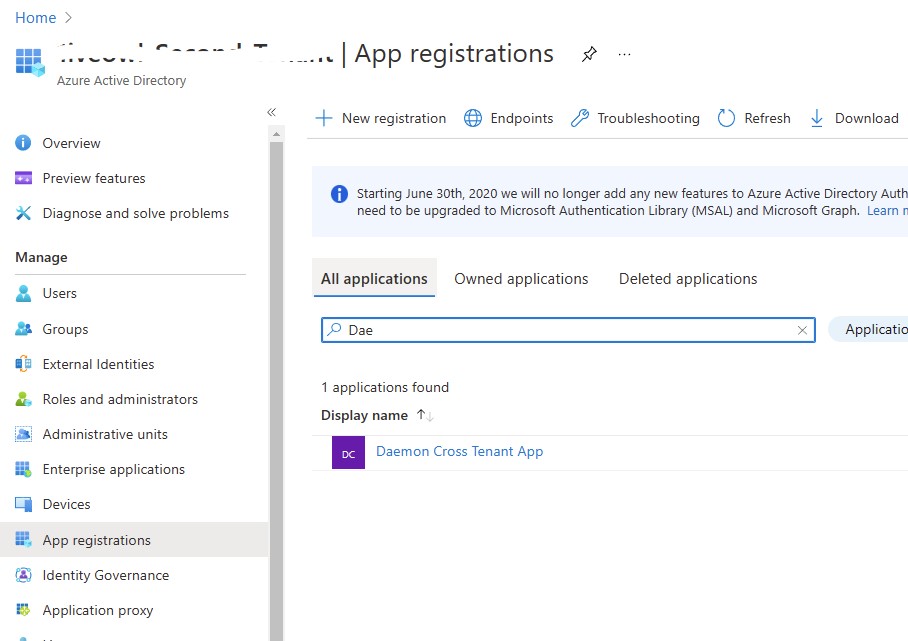 Home
| App registrations
Azure Active Directory
«
+ New registration Endpoints Troubleshooting Refresh Download
Overview
Preview features
Diagnose and solve problems
Manage
Users
Groups
External Identities
Roles and administrators
Administrative units
Enterprise applications
Devices
App registrations
Identity Governance
Application proxy
Starting June 30th, 2020 we will no longer add any new features to Azure Active Directory Auth
need to be upgraded to Microsoft Authentication Library (MSAL) and Microsoft Graph. Learn m
All applications Owned applications Deleted applications
Dae
Applicatio
1 applications found
Display name ↑↓
DC Daemon Cross Tenant App